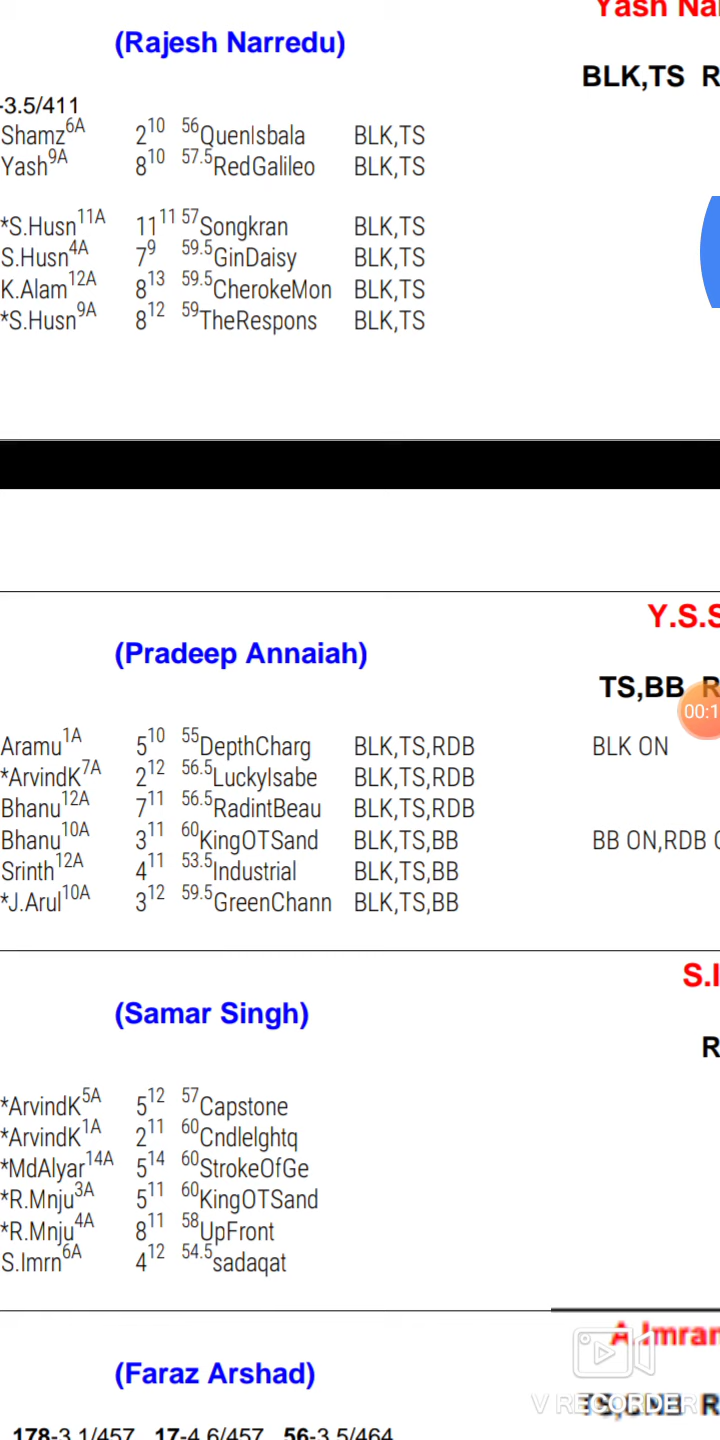 Yash Na
(Rajesh Narredu)
BLK,TS R
-3.5/411
Shamz6A 210 56QuenIsbala BLK,TS
Yash9A 810 57.5RedGalileo BLK,TS
*S.Husn11A 1111 57Songkran BLK,TS
S.Husn4A 79 59.5GinDaisy BLK,TS
K.Alam12A 813 59.5CherokeMon BLK,TS
*S.Husn9A 812 59TheRespons BLK,TS
Y.S.S
(Pradeep Annaiah)
TS,BB R
00:1
Aramu1A 510 55DepthCharg BLK,TS,RDB BLK ON
*ArvindK7A 212 56.5LuckyIsabe BLK,TS,RDB
Bhanu12A 711 56.5RadintBeau BLK,TS,RDB
Bhanu10A 311 60KingOTSand BLK,TS,BB BB ON,RDB
Srinth12A 411 53.5Industrial BLK,TS,BB
*J.Arul10A 312 59.5GreenChann BLK,TS,BB
S.I
(Samar Singh)
R
*ArvindK5A 512 57Capstone
*ArvindK1A 211 60Cndlelghtq
*MdAlyar14A 514 60StrokeOfGe
*R.Mnju3A 511 60KingOTSand
*R.Mnju4A 811 58UpFront
S.Imrn6A 412 54.5sadaqat
A.Imran
(Faraz Arshad)
V RECORDER
178-3.1/457 17-4.6/457 56-3.5/464